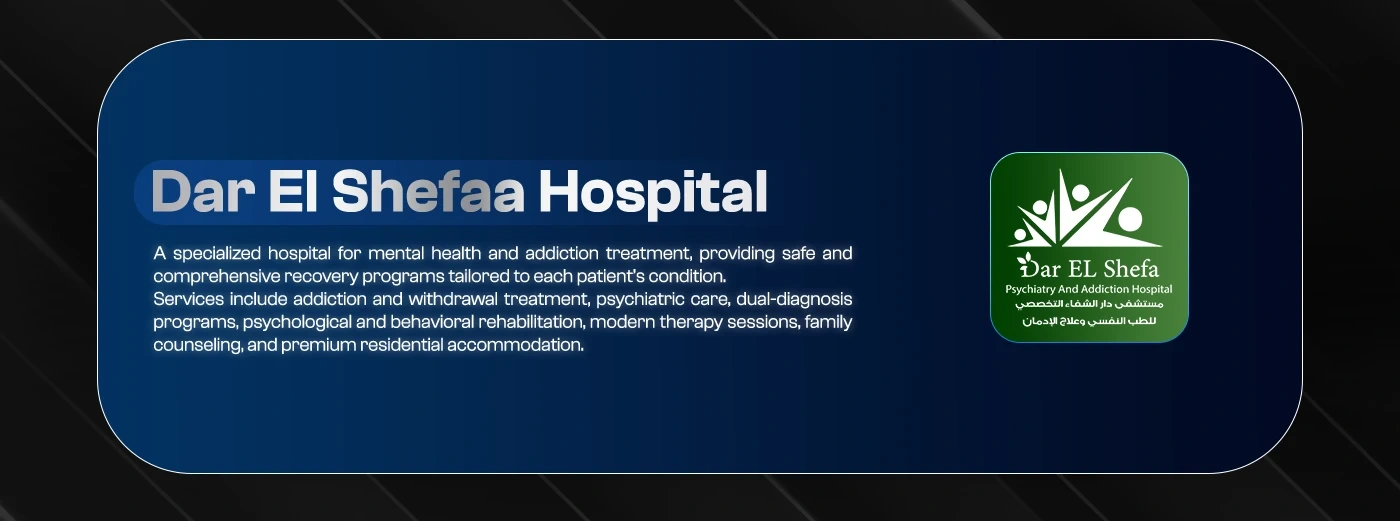 Dar El Shefaa Hospital
A specialized hospital for mental health and addiction treatment, providing safe and
comprehensive recovery programs tailored to each patient's condition.
Services include addiction and withdrawal treatment, psychiatric care, dual-diagnosis
programs, psychological and behavioral rehabilitation, modern therapy sessions, family
counseling, and premium residential accommodation.
Dar EL Shefa
Psychiatry And Addiction Hospital
مستشفى دار الشفاء التخصصي
للطب النفسي وعلاج الإدمان